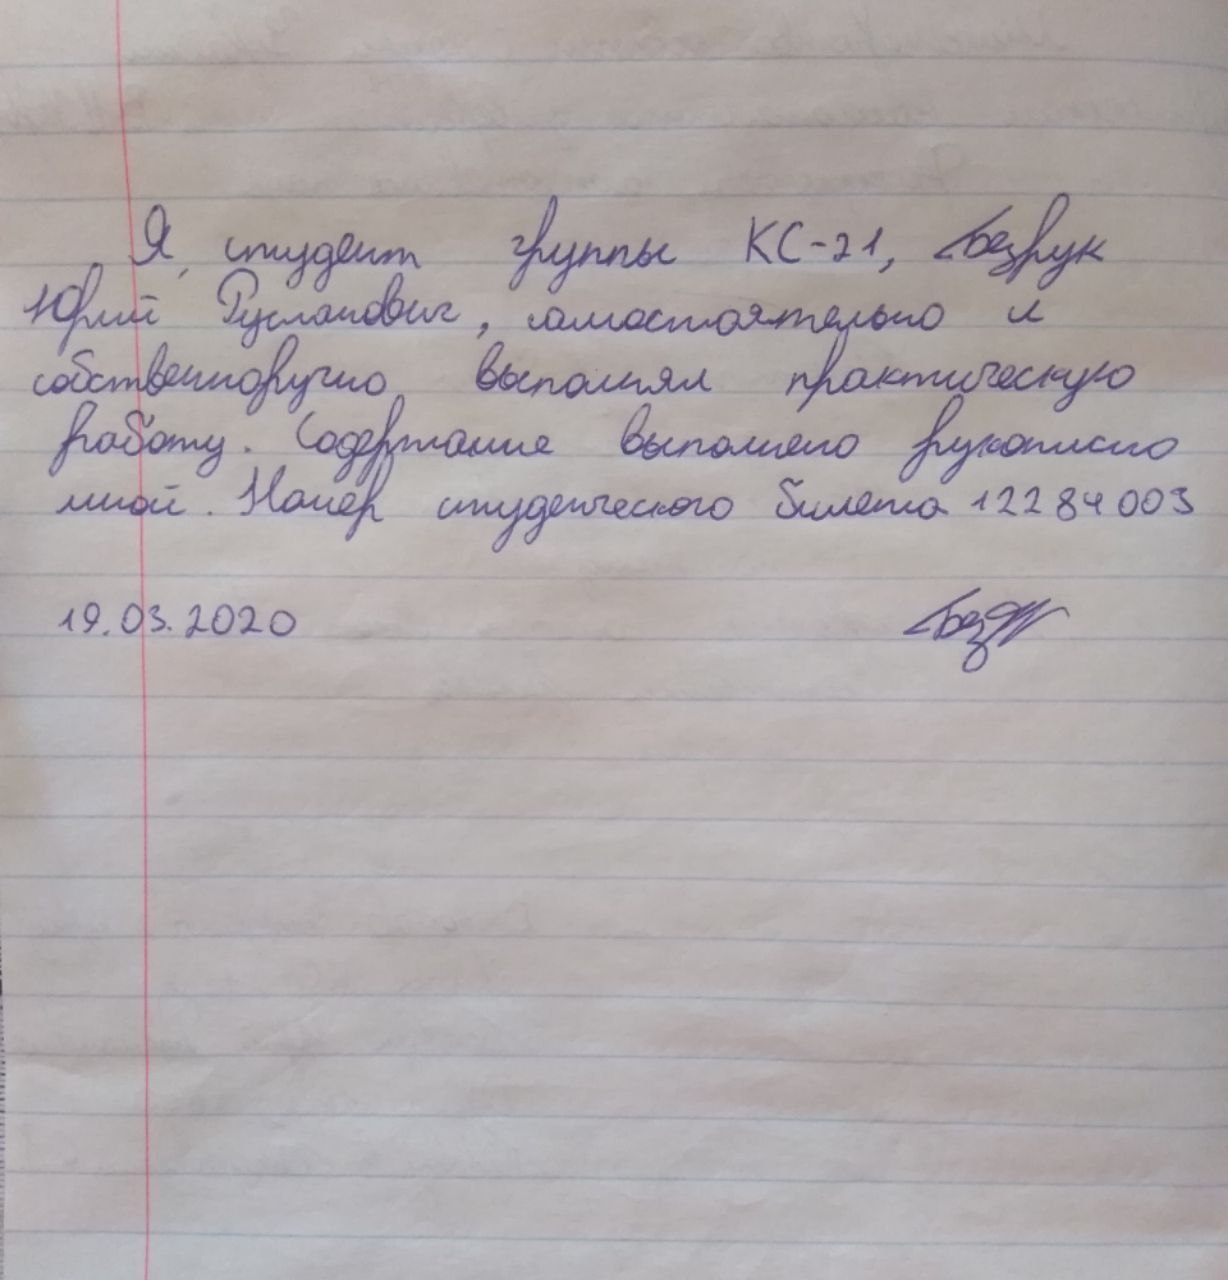 Я, студент группы КС-21, Безрук
Юрий Русланович, самостоятельно и
собственноручно выполнял практическую
работу. Содержание выполнено рукописно
мной. Номер студенческого билета 12284003
19.03.2020